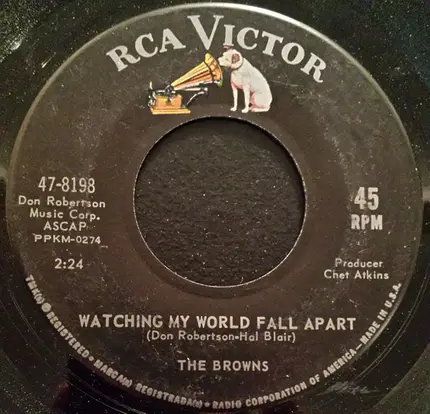 RCA VICTOR
47-8198
Don Robertson
Music Corp.
ASCAP
PPKM-0274
2:24
45
RPM
Producer
Chet Atkins
WATCHING MY WORLD FALL APART
(Don Robertson-Hal Blair)
THE BROWNS
TMK(s) ® REGISTERED • MARCA(s) REGISTRADA(s) • RADIO CORPORATION OF AMERICA—MADE IN U.S.A.